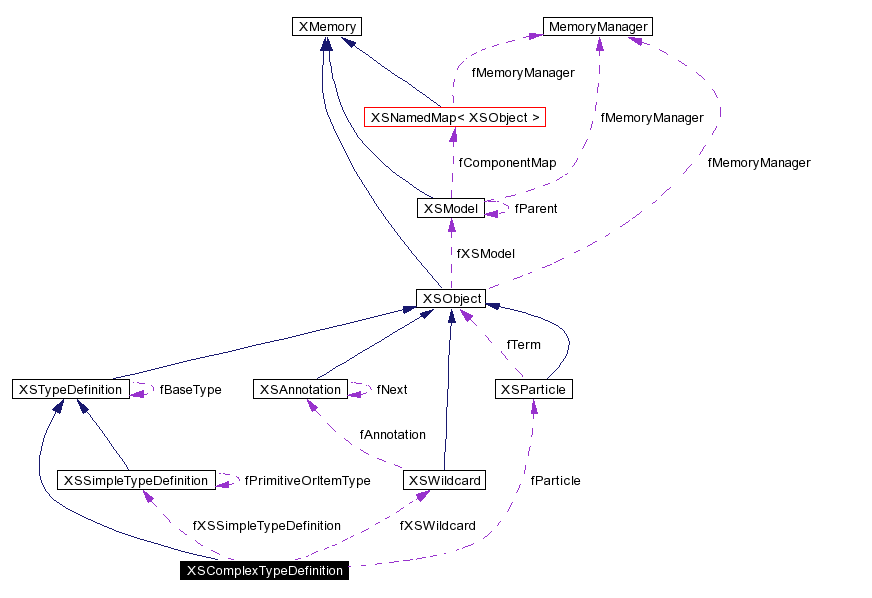 XMemory
MemoryManager
fMemoryManager
XSNamedMap< XSObject >
fMemoryManager
fComponentMap
fMemoryManager
XSModel
fParent
fXSModel
XSObject
fTerm
XSTypeDefinition
fBaseType
XSAnnotation
fNext
XSParticle
fAnnotation
XSSimpleTypeDefinition
fPrimitiveOrItemType
XSWildcard
fParticle
fXSSimpleTypeDefinition
fXSWildcard
XSComplexTypeDefinition